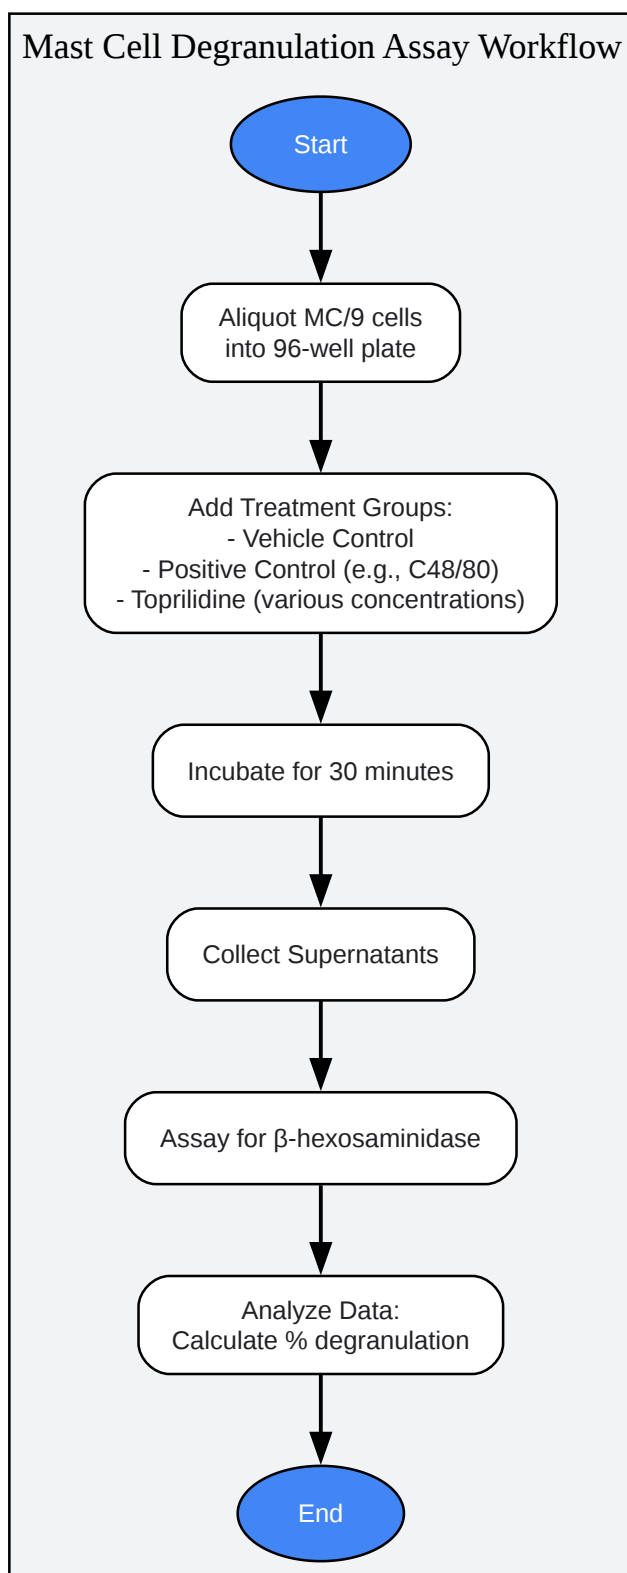 Mast Cell Degranulation Assay Workflow
Start
Aliquot MC/9 cells
into 96-well plate
Add Treatment Groups:
- Vehicle Control
- Positive Control (e.g., C48/80)
- Toprilidine (various concentrations)
Incubate for 30 minutes
Collect Supernatants
Assay for β-hexosaminidase
Analyze Data:
Calculate % degranulation
End